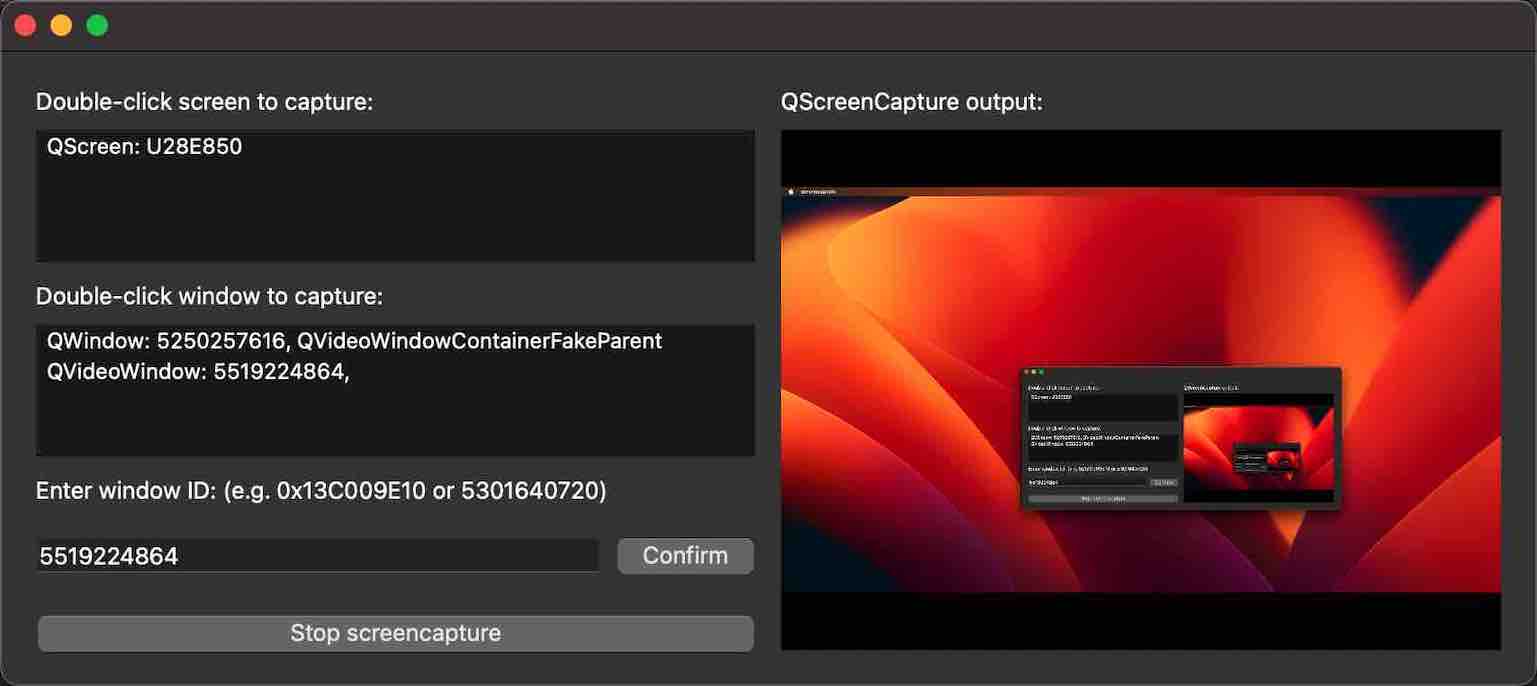 Double-click screen to capture:
QScreen: U28E850
Double-click window to capture:
QWindow: 5250257616, QVideoWindowContainerFakeParent
QVideoWindow: 5519224864,
Enter window ID: (e.g. 0x13C009E10 or 5301640720)
5519224864
Confirm
Stop screencapture
QScreenCapture output: